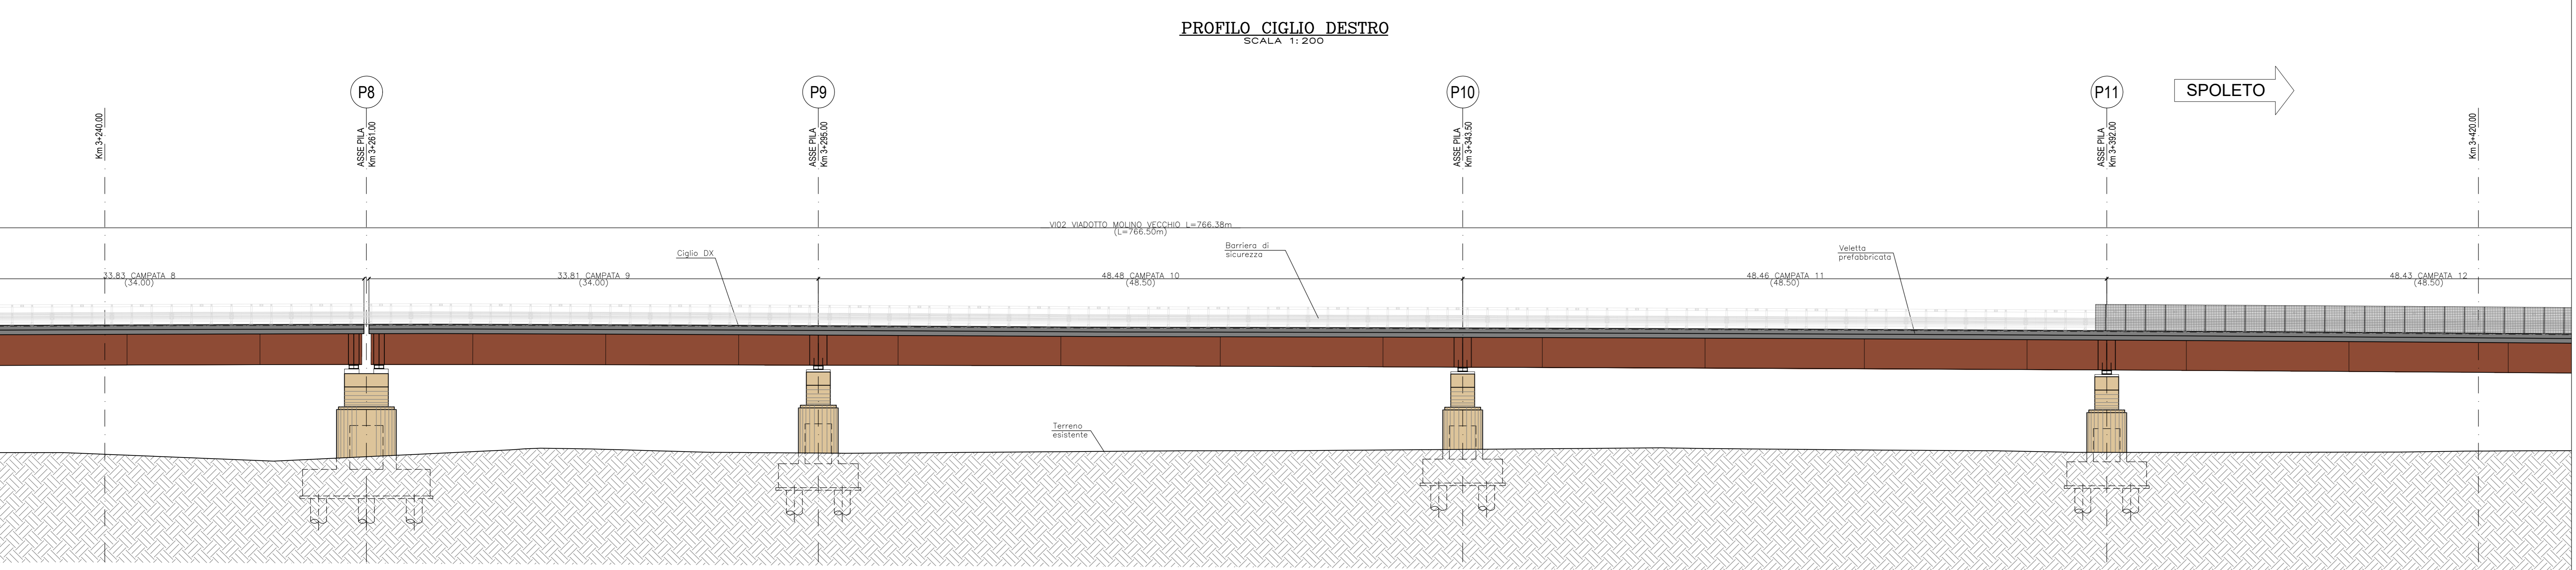 PROFILO CIGLIO DESTRO
SCALA 1:200
P8
P9
P10
P11
SPOLETO
Km 3+240.00
ASSE PILA
Km 3+261.00
ASSE PILA
Km 3+295.00
ASSE PILA
Km 3+343.50
ASSE PILA
Km 3+392.00
Km 3+420.00
VI02 VIADOTTO MOLINO VECCHIO L=766.38m
(L=766.50m)
Ciglio DX
Barriera di
sicurezza
Veletta
prefabbricata
33.83 CAMPATA 8
(34.00)
33.81 CAMPATA 9
(34.00)
48.48 CAMPATA 10
(48.50)
48.46 CAMPATA 11
(48.50)
48.43 CAMPATA 12
(48.50)
Terreno
esistente